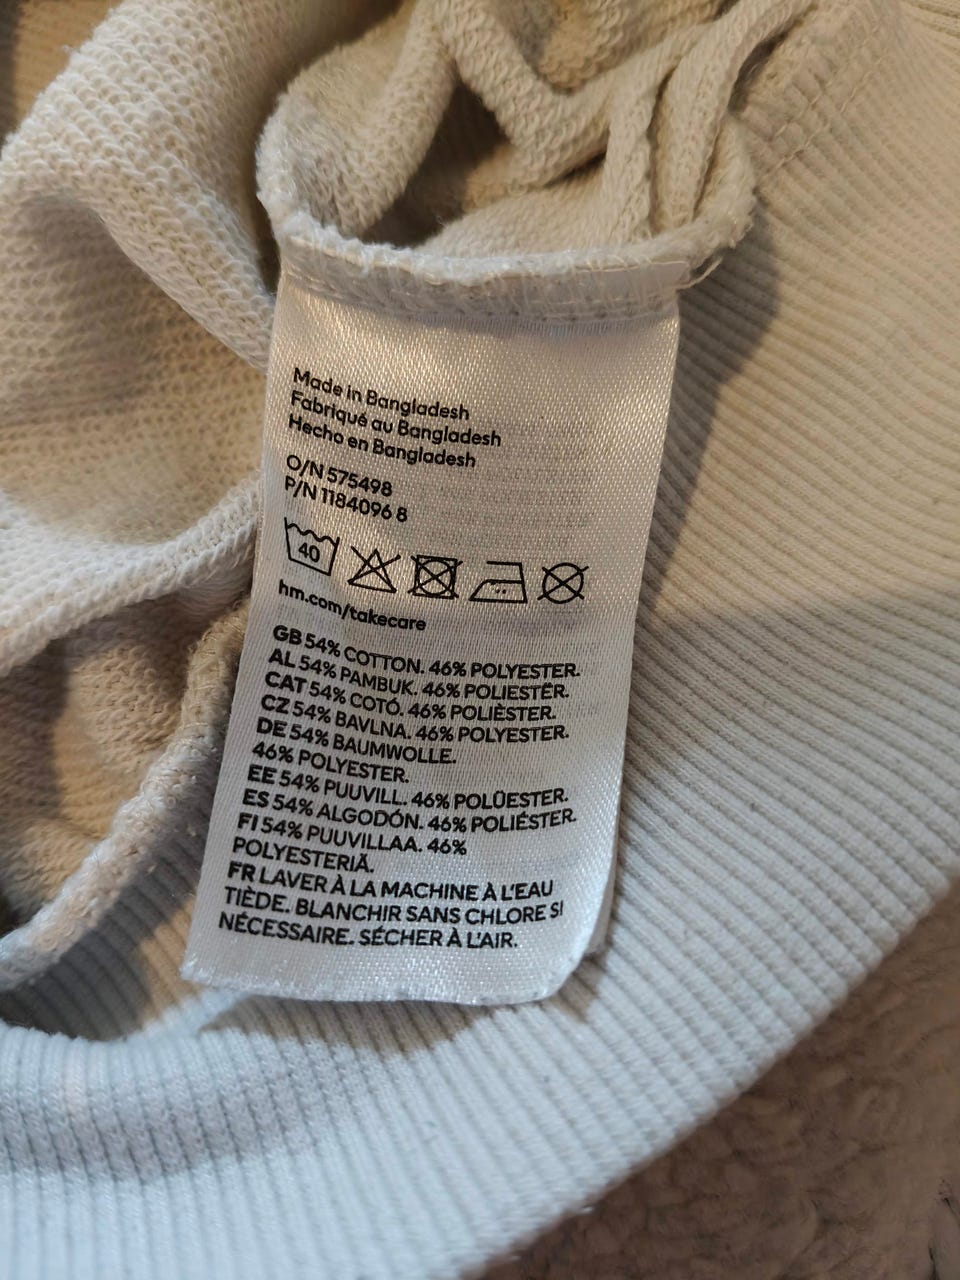 Made in Bangladesh
Fabriqué au Bangladesh
Hecho en Bangladesh
O/N 575498
P/N 1184096 8
40
hm.com/takecare
GB 54% COTTON. 46% POLYESTER.
AL 54% PAMBUK. 46% POLIESTËR.
CAT 54% COTÓ. 46% POLIÈSTER.
CZ 54% BAVLNA. 46% POLYESTER.
DE 54% BAUMWOLLE.
46% POLYESTER.
EE 54% PUUVILL. 46% POLÜESTER.
ES 54% ALGODÓN. 46% POLIÉSTER.
FI 54% PUUVILLAA. 46%
POLYESTERIÄ.
FR LAVER À LA MACHINE À L'EAU
TIÈDE. BLANCHIR SANS CHLORE SI
NÉCESSAIRE. SÉCHER À L'AIR.